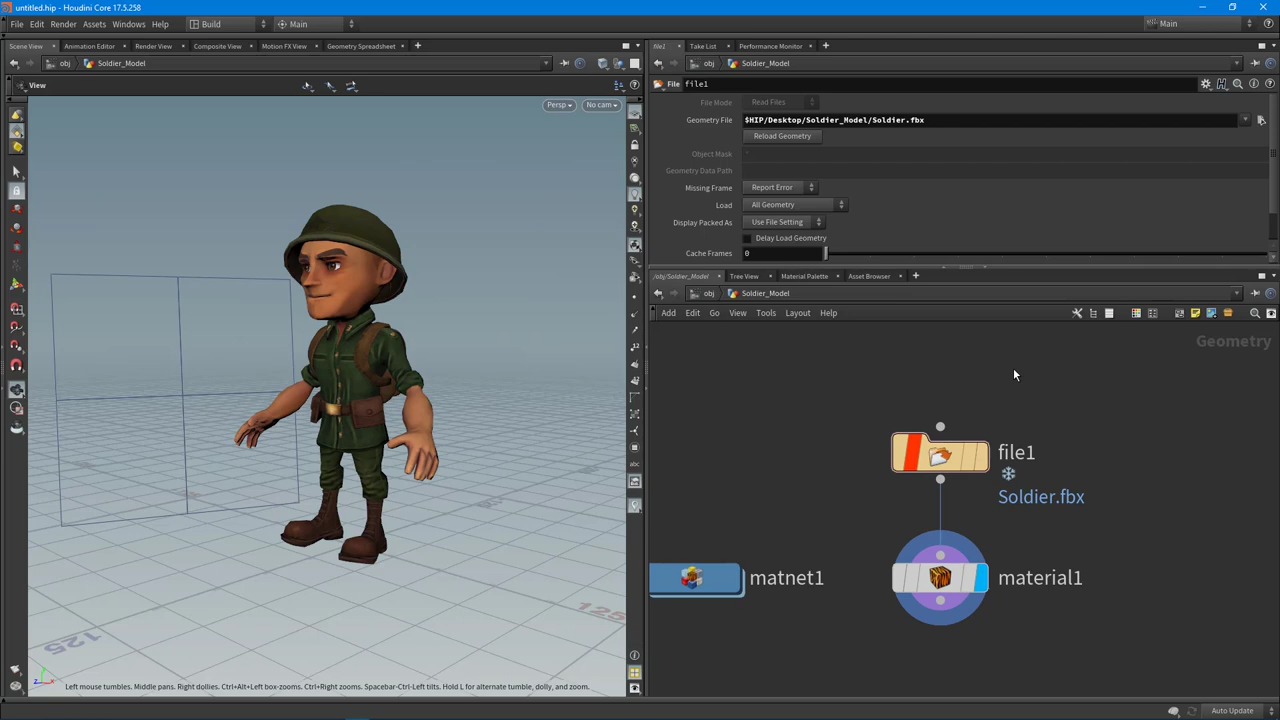 untitled.hip - Houdini Core 17.5.258
File Edit Render Assets Windows Help Build Main Main
Scene View Animation Editor Render View Composite View Motion FX View Geometry Spreadsheet
obj Soldier_Model
View
Persp No cam
125
125
Left mouse tumbles. Middle pans. Right dollies. Ctrl+Alt+Left box-zooms. Ctrl+Right zooms. Spacebar-Ctrl-Left tilts. Hold L for alternate tumble, dolly, and zoom.
file1 Take List Performance Monitor
obj Soldier_Model
File file1
File Mode Read Files
Geometry File $HIP/Desktop/Soldier_Model/Soldier.fbx
Reload Geometry
Object Mask *
Geometry Data Path
Missing Frame Report Error
Load All Geometry
Display Packed As Use File Setting
Delay Load Geometry
Cache Frames 0
/obj/Soldier_Model Tree View Material Palette Asset Browser
obj Soldier_Model
Add Edit Go View Tools Layout Help
Geometry
file1
Soldier.fbx
matnet1 material1
Auto Update